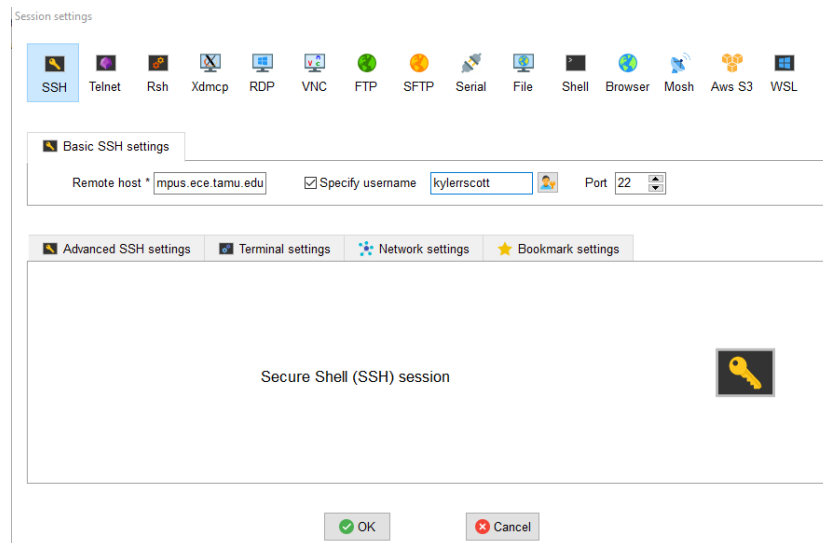 Session settings
SSH Telnet Rsh Xdmcp RDP VNC FTP SFTP Serial File Shell Browser Mosh Aws S3 WSL
Basic SSH settings
Remote host * mpus.ece.tamu.edu Specify username kylerrscott Port 22
Advanced SSH settings Terminal settings Network settings Bookmark settings
Secure Shell (SSH) session
OK Cancel